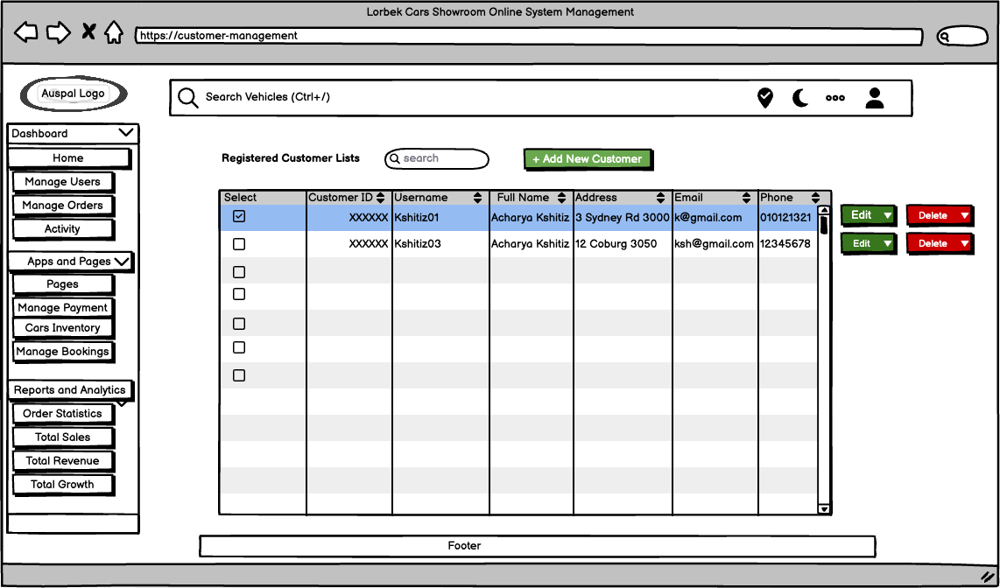 Lorbek Cars Showroom Online System Management
https://customer-management
Auspal Logo
Search Vehicles (Ctrl+/)
Dashboard
Home
Manage Users
Manage Orders
Activity
Apps and Pages
Pages
Manage Payment
Cars Inventory
Manage Bookings
Reports and Analytics
Order Statistics
Total Sales
Total Revenue
Total Growth
Registered Customer Lists
search
+ Add New Customer
Select Customer ID Username Full Name Address Email Phone
XXXXXX Kshitiz01 Acharya Kshitiz 3 Sydney Rd 3000 k@gmail.com 010121321 Edit Delete
XXXXXX Kshitiz03 Acharya Kshitiz 12 Coburg 3050 ksh@gmail.com 12345678 Edit Delete
Footer